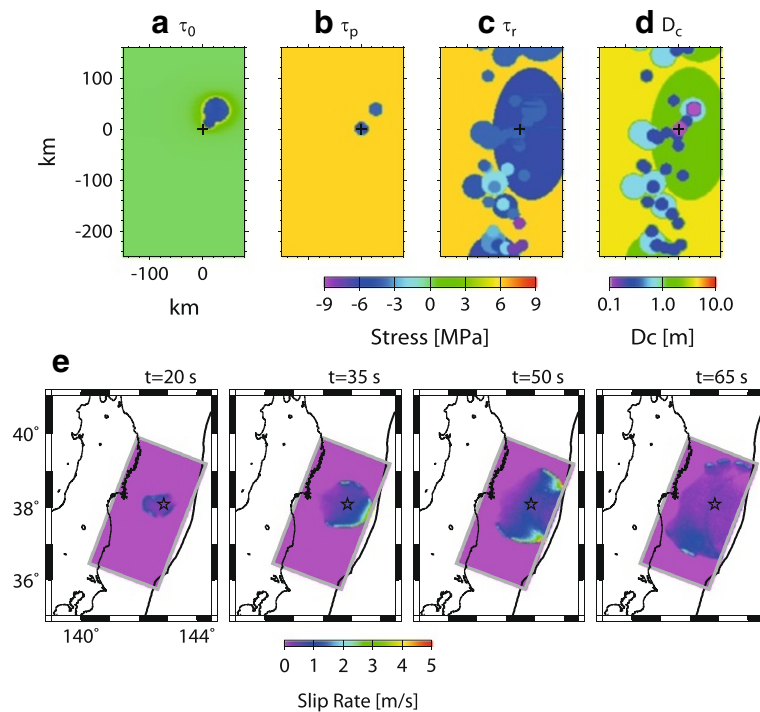 a τ0
b τp
c τr
d Dc
100
0
-100
-200
km
-100 0
km
-9 -6 -3 0 3 6 9
Stress [MPa]
0.1 1.0 10.0
Dc [m]
e
t=20 s
t=35 s
t=50 s
t=65 s
40˚
38˚
36˚
140˚ 144˚
0 1 2 3 4 5
Slip Rate [m/s]